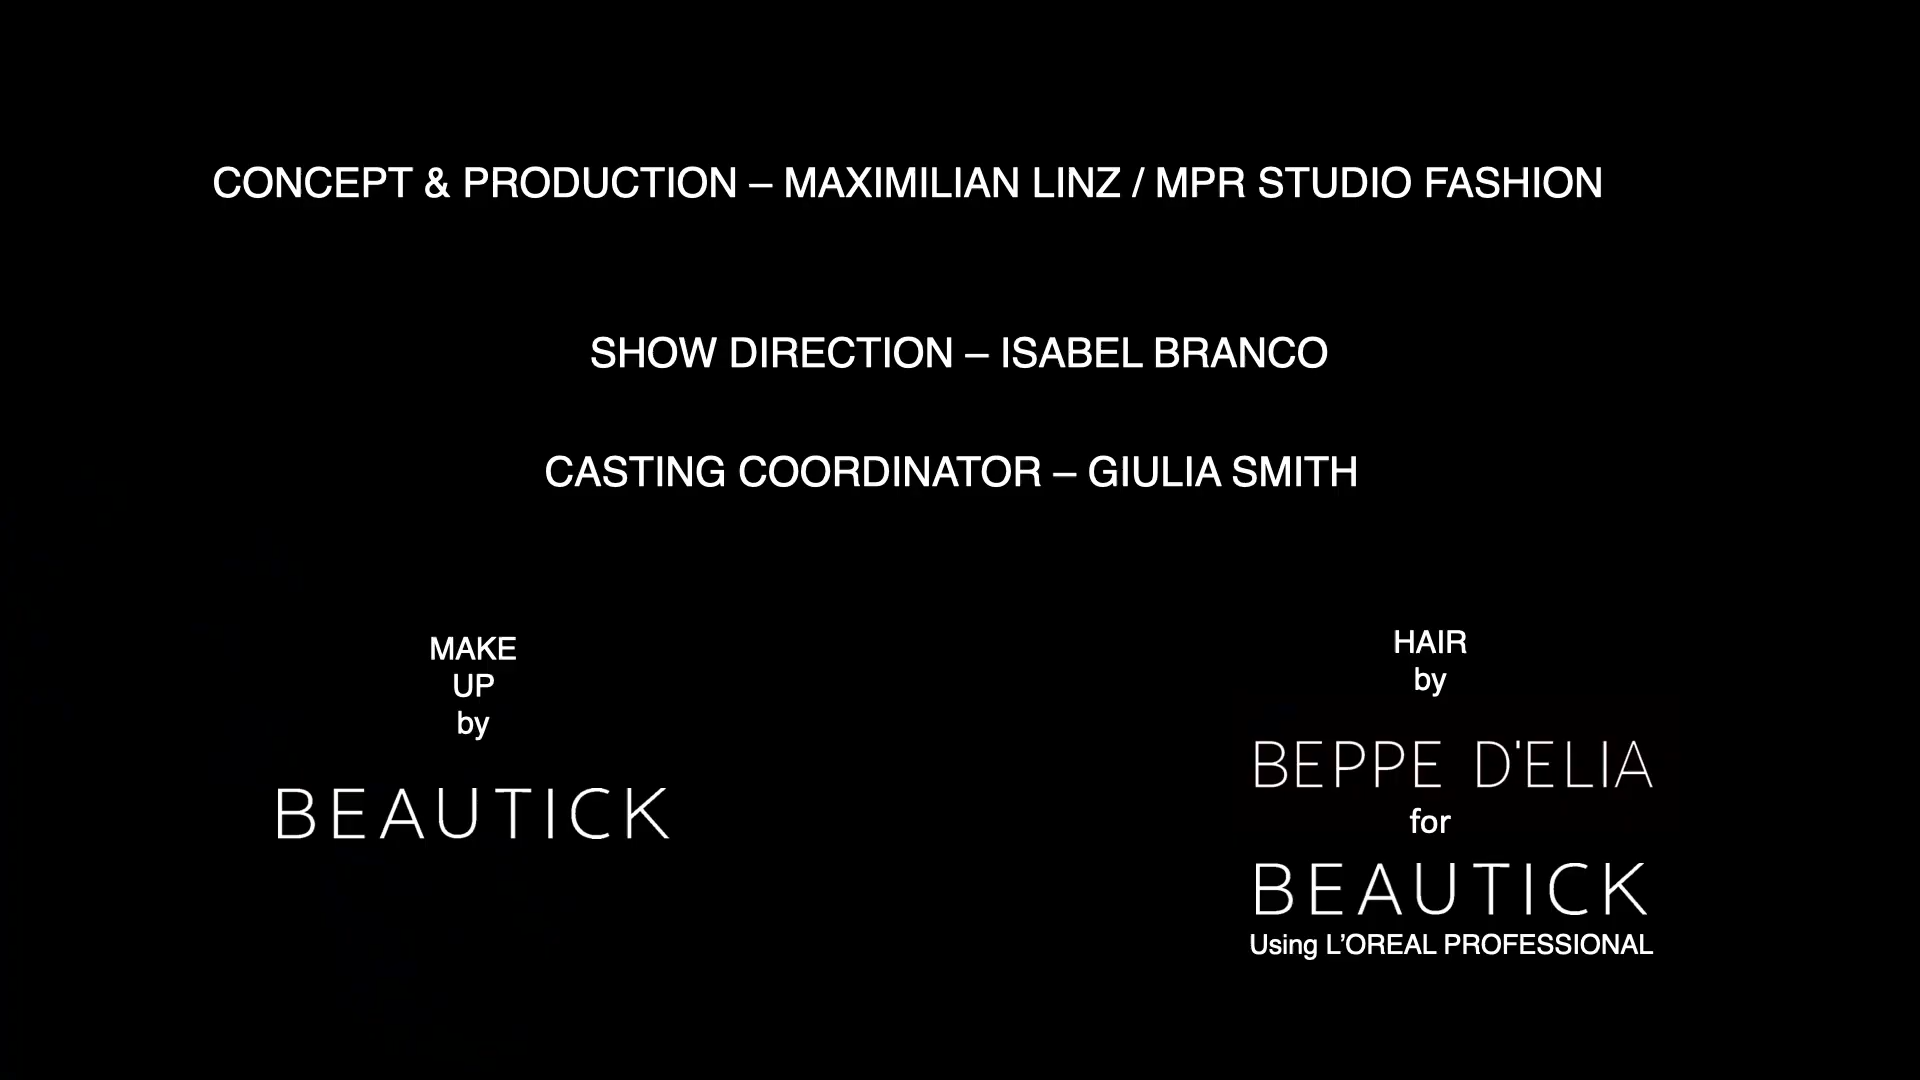 CONCEPT & PRODUCTION – MAXIMILIAN LINZ / MPR STUDIO FASHION
SHOW DIRECTION – ISABEL BRANCO
CASTING COORDINATOR – GIULIA SMITH
MAKE
UP
by
BEAUTICK
HAIR
by
BEPPE D'ELIA
for
BEAUTICK
Using L’OREAL PROFESSIONAL